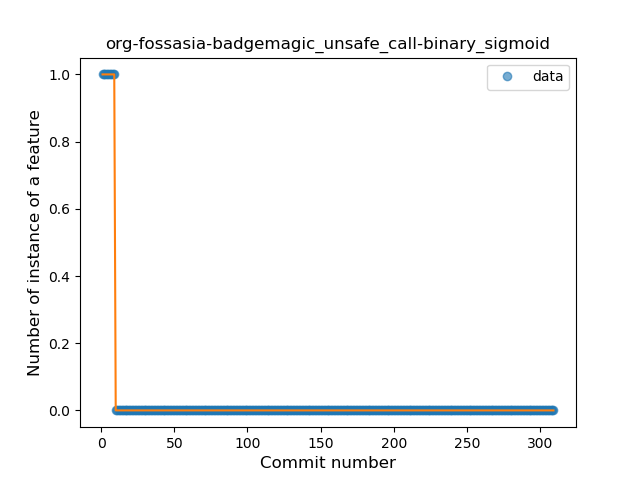 org-fossasia-badgemagic_unsafe_call-binary_sigmoid
data
1.0
0.8
0.6
0.4
0.2
0.0
Number of instance of a feature
0 50 100 150 200 250 300
Commit number